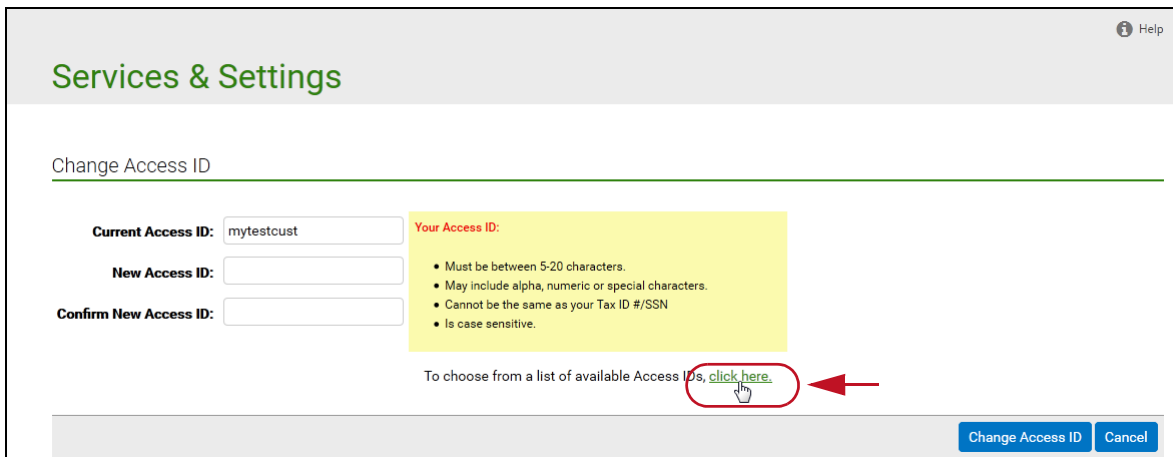 Help
Services & Settings
Change Access ID
Current Access ID: mytestcust
Your Access ID:
New Access ID:
• Must be between 5-20 characters.
• May include alpha, numeric or special characters.
Confirm New Access ID:
• Cannot be the same as your Tax ID #/SSN
• Is case sensitive.
To choose from a list of available Access IDs, click here.
Change Access ID Cancel